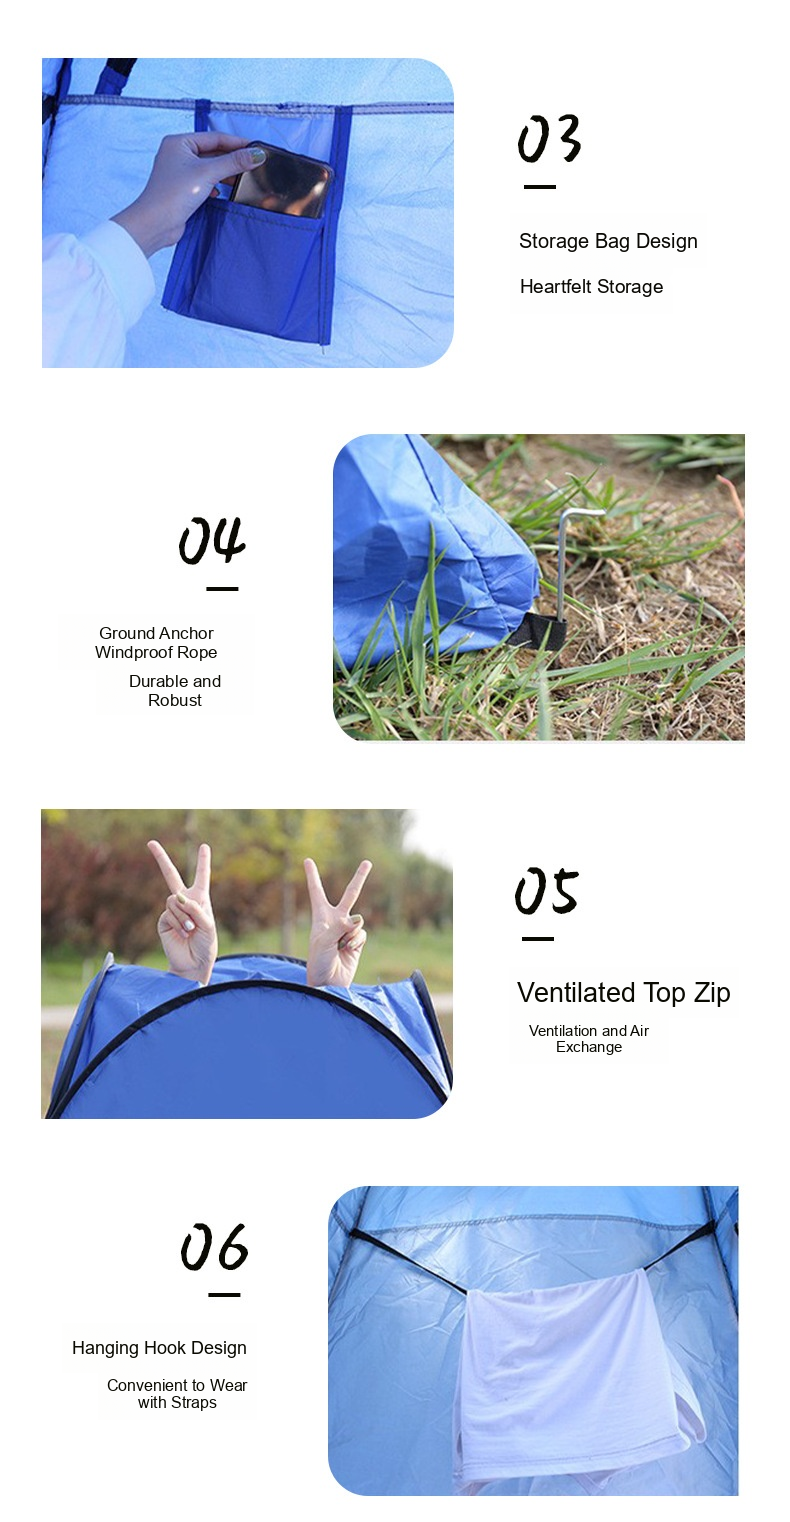 03
Storage Bag Design
Heartfelt Storage
04
Ground Anchor
Windproof Rope
Durable and
Robust
05
Ventilated Top Zip
Ventilation and Air
Exchange
06
Hanging Hook Design
Convenient to Wear
with Straps